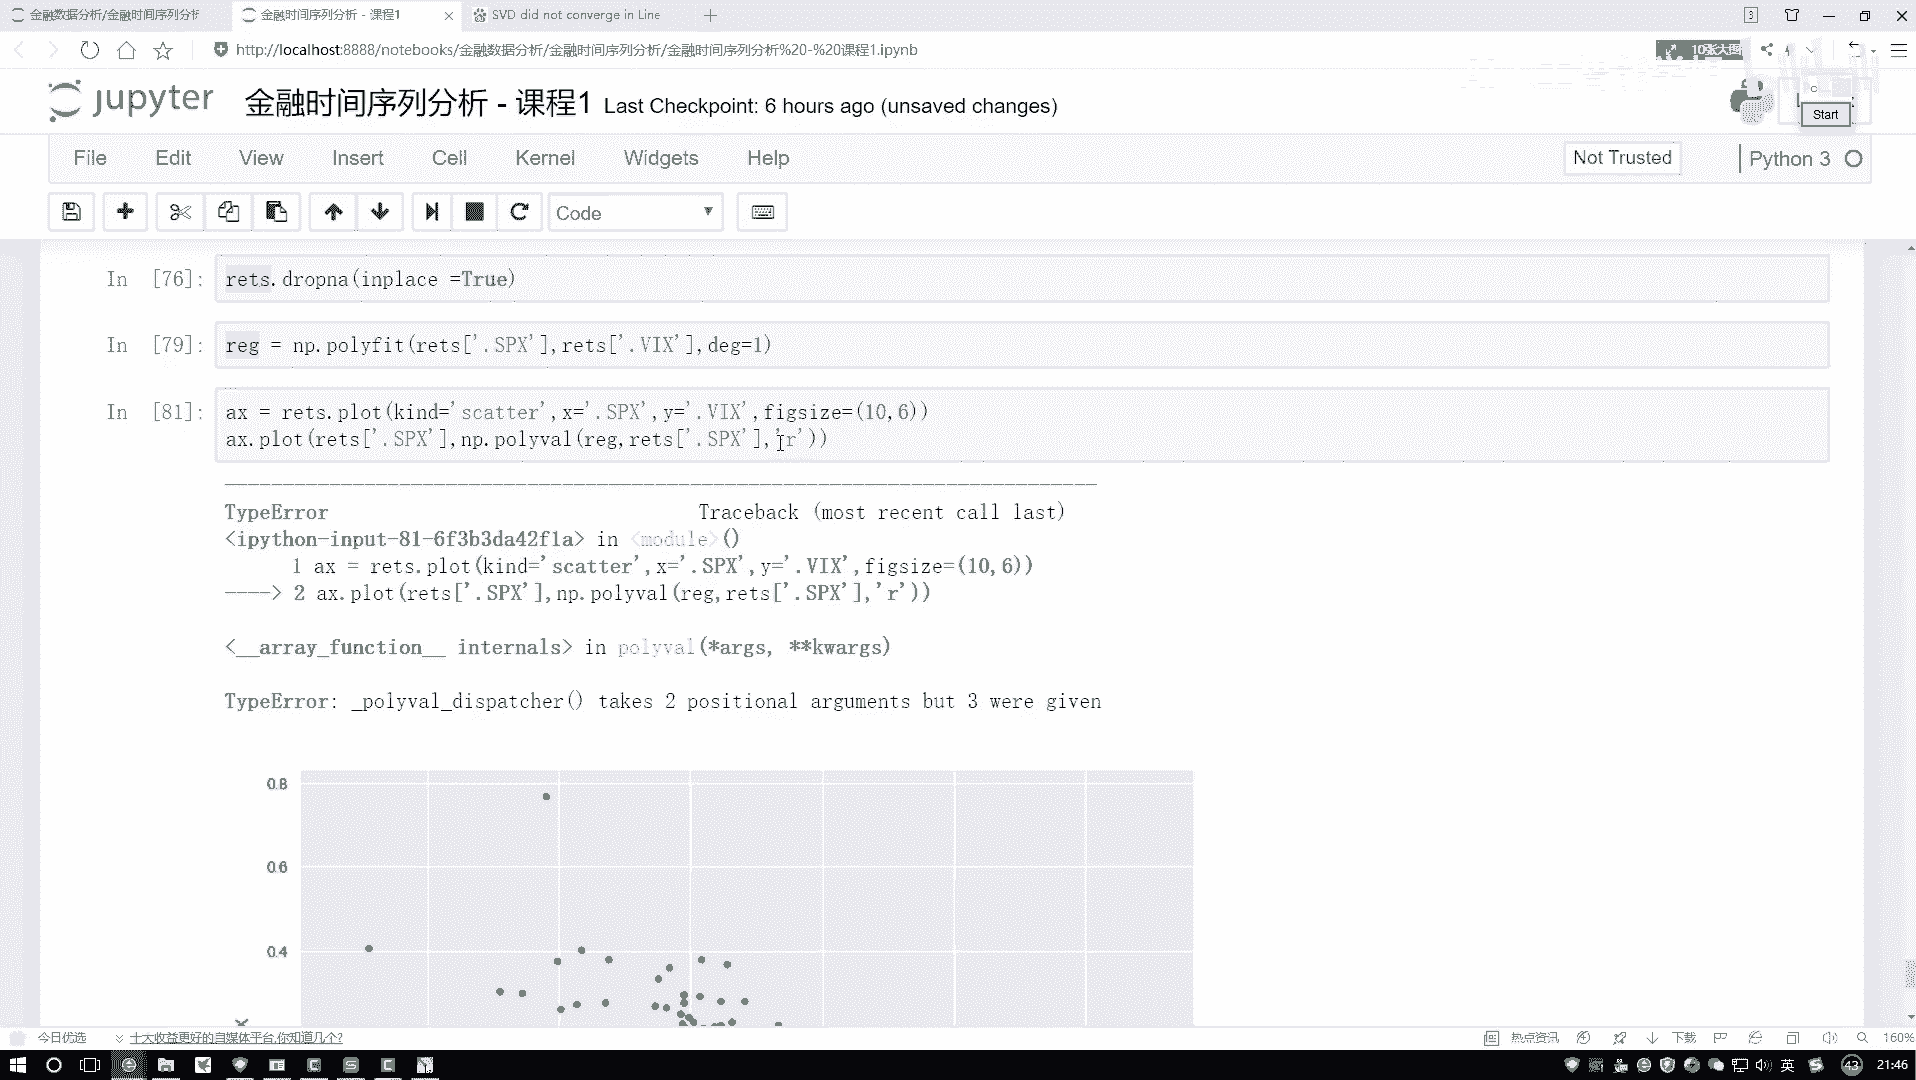 金融数据分析/金融时间序列分析
金融时间序列分析 - 课程1
SVD did not converge in Line
3
http://localhost:8888/notebooks/金融数据分析/金融时间序列分析/金融时间序列分析%20-%20课程1.ipynb
10张大图
jupyter 金融时间序列分析 - 课程1 Last Checkpoint: 6 hours ago (unsaved changes)
Start
File Edit View Insert Cell Kernel Widgets Help
Not Trusted
Python 3
Code
In [76]: rets.dropna(inplace =True)
In [79]: reg = np.polyfit(rets['.SPX'],rets['.VIX'],deg=1)
In [81]: ax = rets.plot(kind='scatter',x='.SPX',y='.VIX',figsize=(10,6))
ax.plot(rets['.SPX'],np.polyval(reg,rets['.SPX'],'r'))
TypeError Traceback (most recent call last)
<ipython-input-81-6f3b3da42f1a> in <module>()
1 ax = rets.plot(kind='scatter',x='.SPX',y='.VIX',figsize=(10,6))
----> 2 ax.plot(rets['.SPX'],np.polyval(reg,rets['.SPX'],'r'))
<__array_function__ internals> in polyval(*args, **kwargs)
TypeError: _polyval_dispatcher() takes 2 positional arguments but 3 were given
0.8
0.6
0.4
今日优选
十大收益更好的自媒体平台,你知道几个?
热点资讯
下载
160%
英
43
21:46